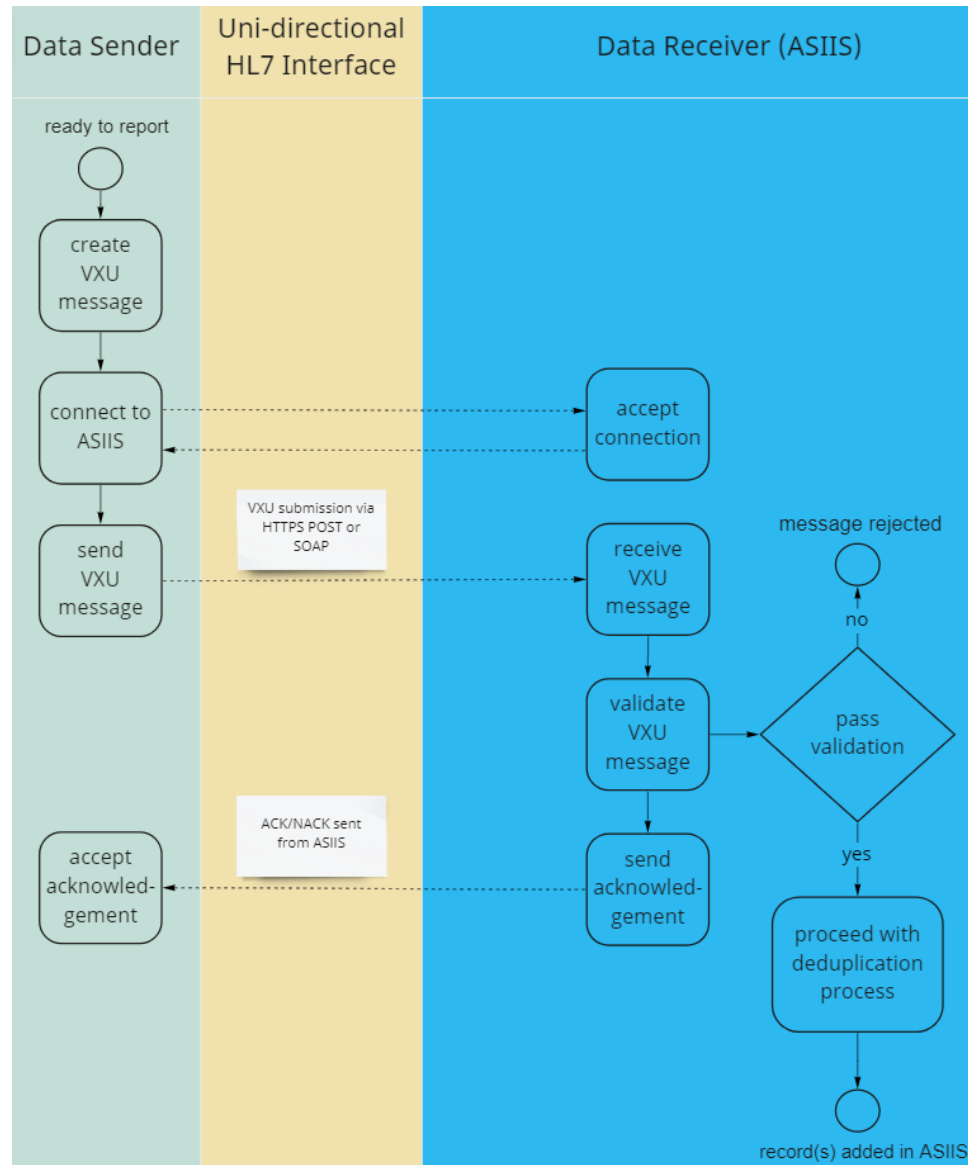 Data Sender
Uni-directional
HL7 Interface
Data Receiver (ASIIS)
ready to report
create
VXU
message
connect to
ASIIS
accept
connection
VXU submission via
HTTPS POST or
SOAP
send
VXU
message
receive
VXU
message
message rejected
no
validate
VXU
message
pass
validation
ACK/NACK sent
from ASIIS
accept
acknowled-
gement
send
acknowled-
gement
yes
proceed with
deduplication
process
record(s) added in ASIIS